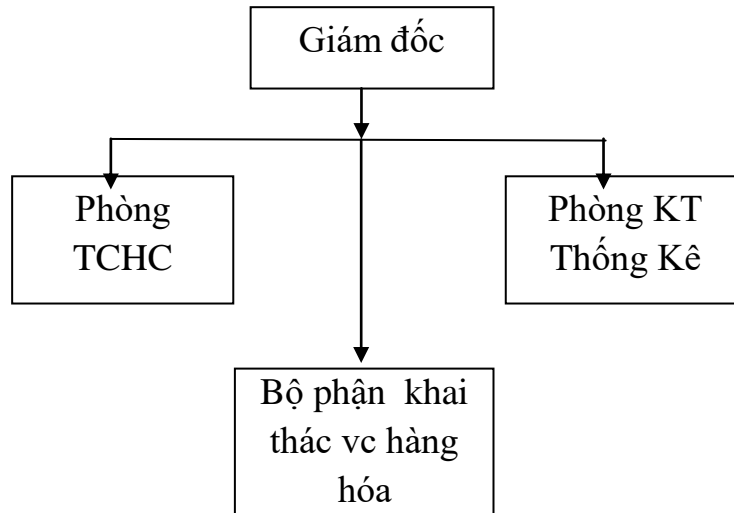 Giám đốc
Phòng
TCHC
Phòng KT
Thống Kê
Bộ phận khai
thác vc hàng
hóa